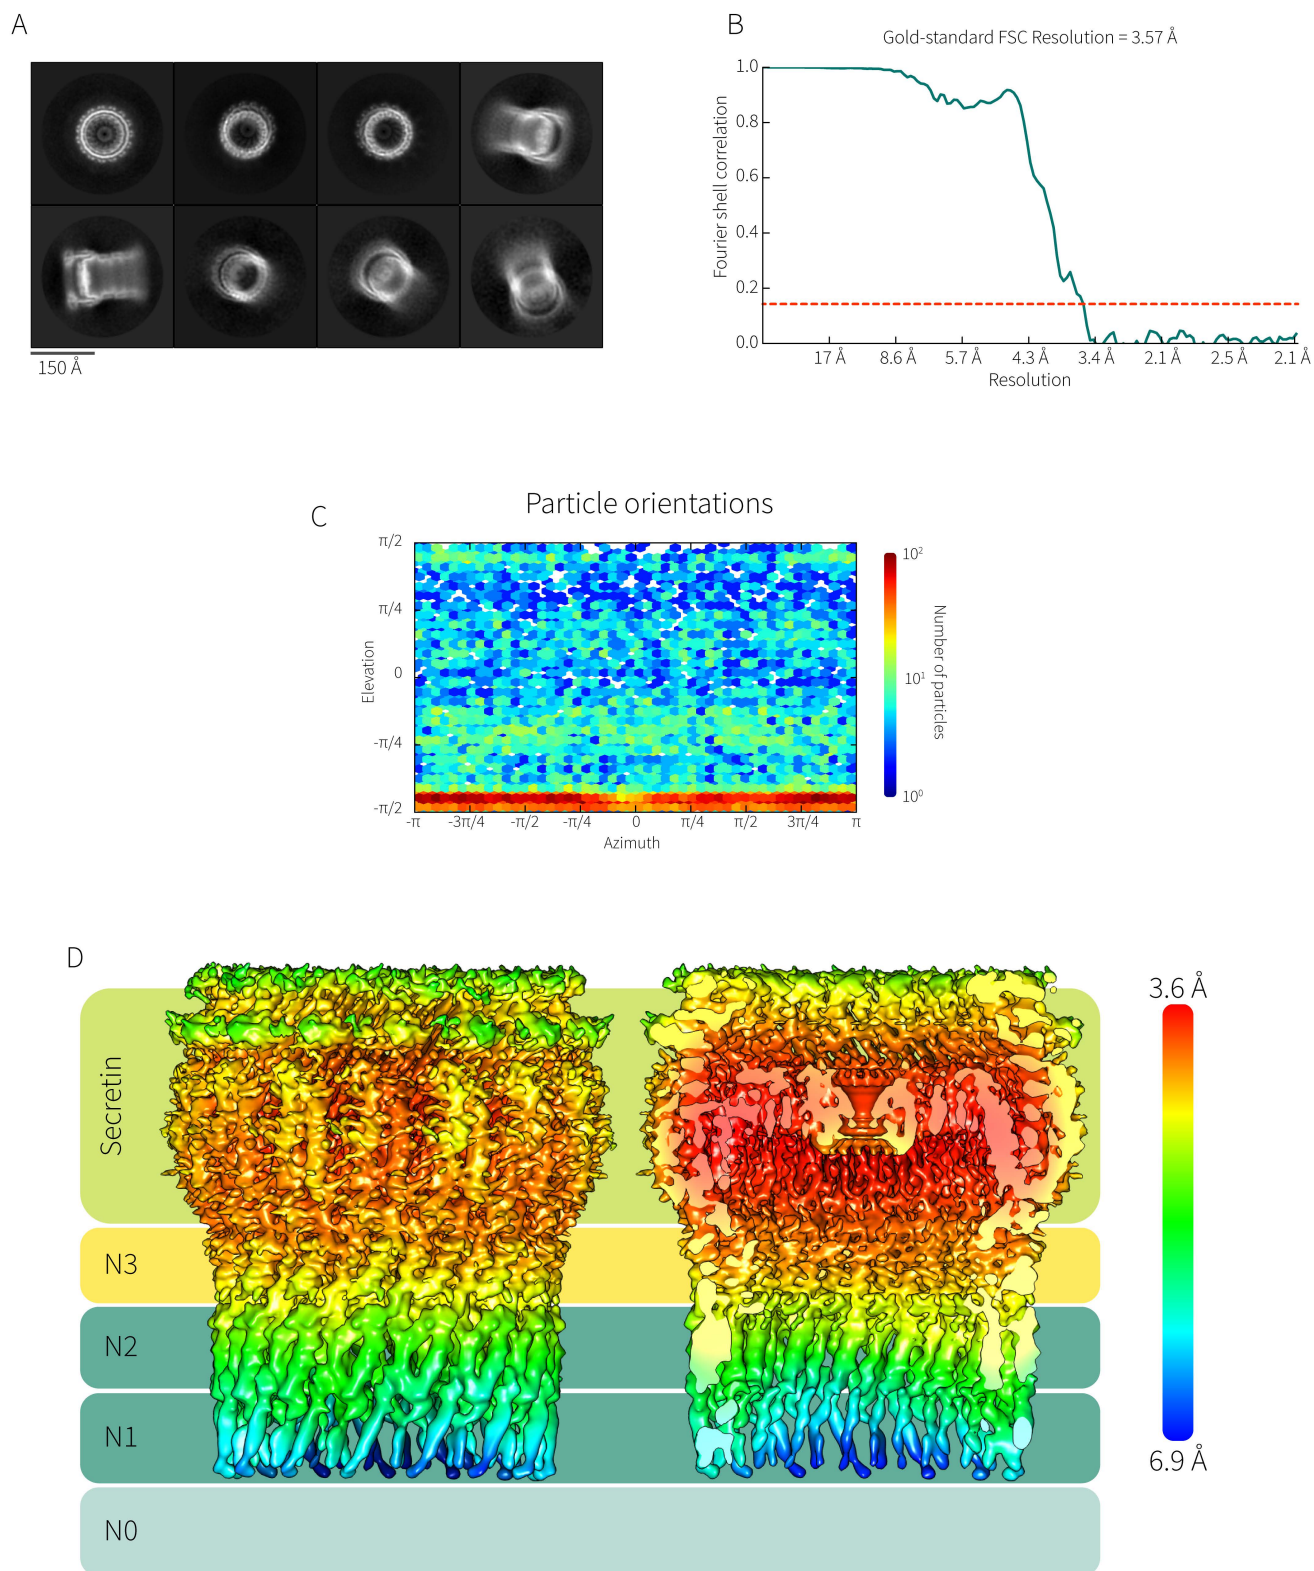 A
150 Å
B
Gold-standard FSC Resolution = 3.57 Å
Fourier shell correlation
1.0
0.8
0.6
0.4
0.2
0.0
17 Å 8.6 Å 5.7 Å 4.3 Å 3.4 Å 2.1 Å 2.5 Å 2.1 Å
Resolution
C
Particle orientations
Elevation
π/2
π/4
0
-π/4
-π/2
-π -3π/4 -π/2 -π/4 0 π/4 π/2 3π/4 π
Azimuth
10²
10¹
10⁰
Number of particles
D
Secretin
N3
N2
N1
N0
3.6 Å
6.9 Å